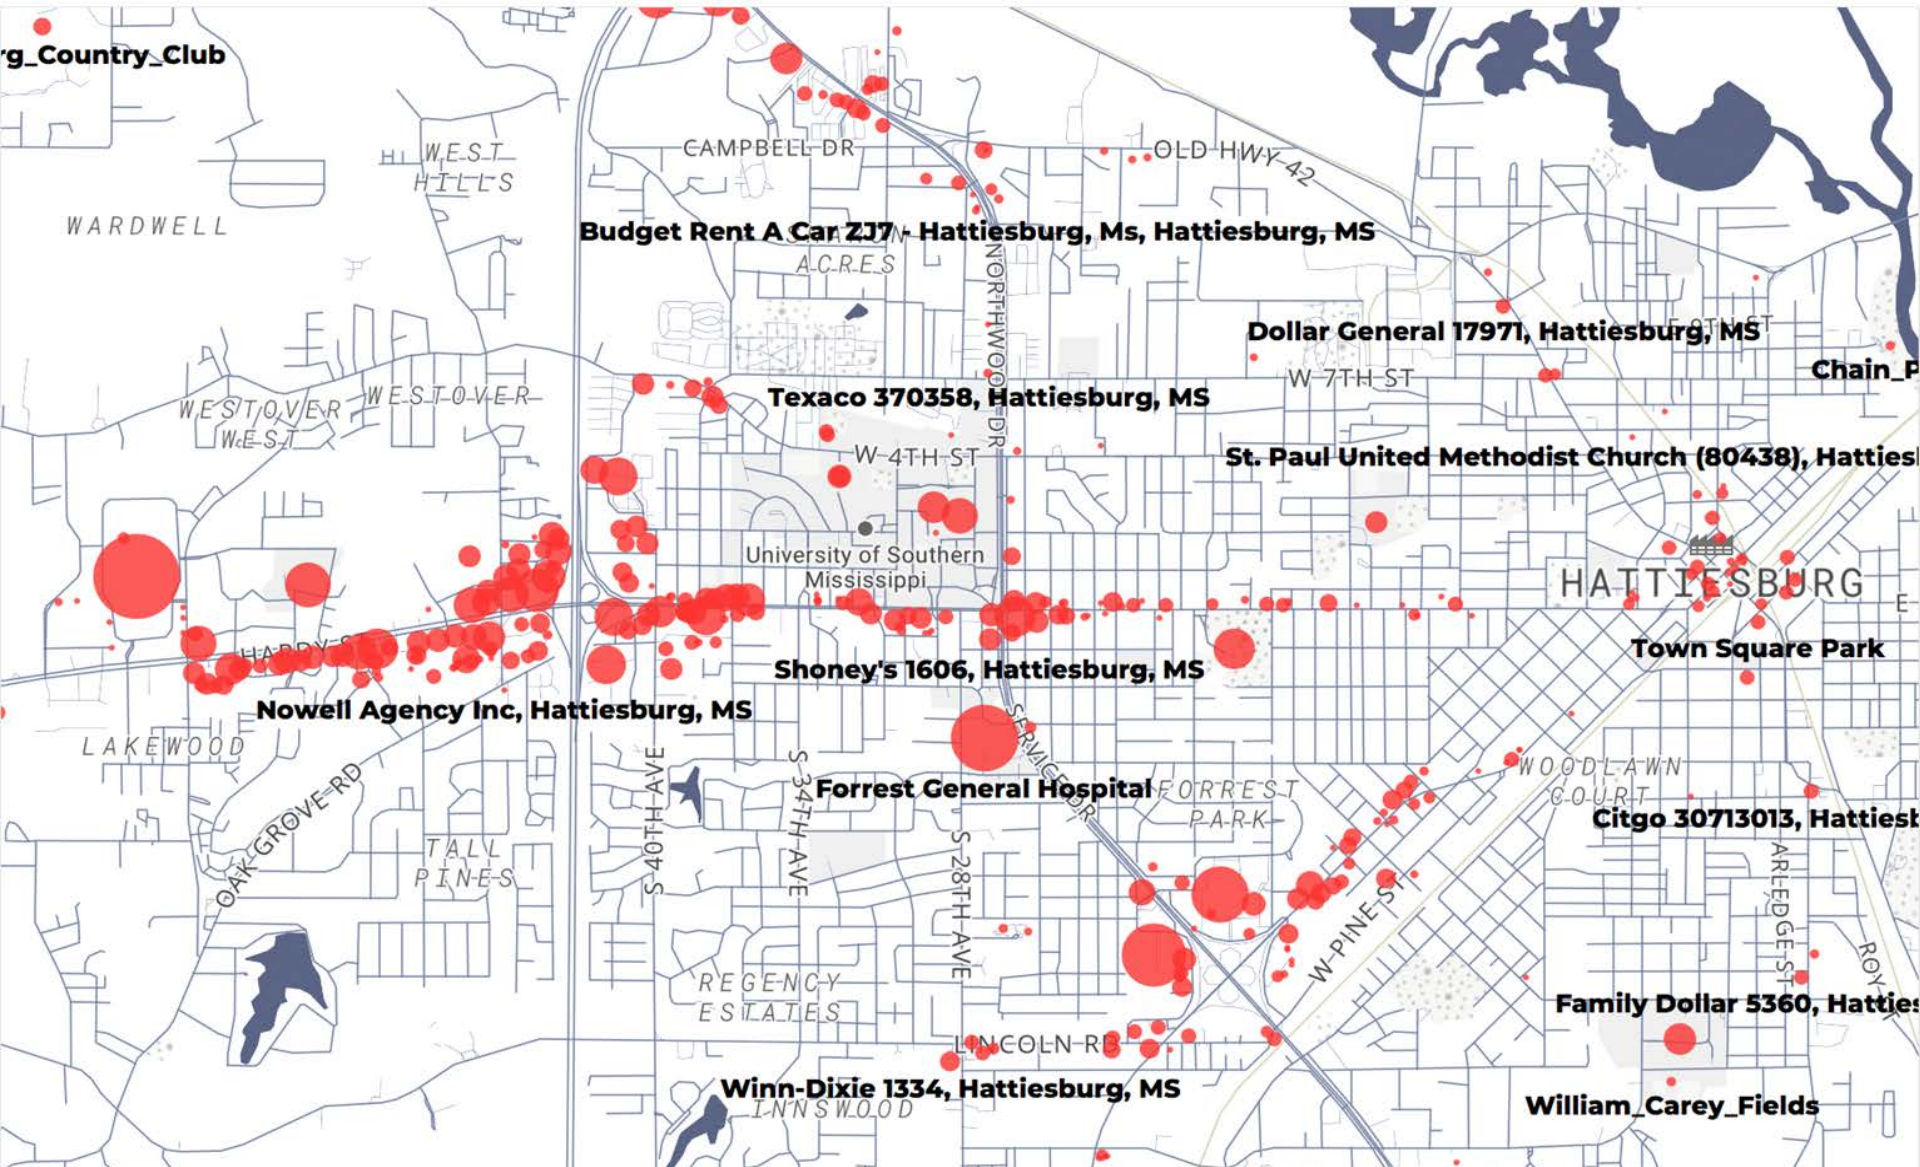 rg_Country_Club
WEST
HILLS
CAMPBELL DR
OLD HWY 42
WARDWELL
Budget Rent A Car ZJ7 - Hattiesburg, Ms, Hattiesburg, MS
ACRES
NORTHWOOD DR
Dollar General 17971, Hattiesburg, MS
Chain_P
W 7TH ST
WESTOVER
WEST
WESTOVER
Texaco 370358, Hattiesburg, MS
W 4TH ST
St. Paul United Methodist Church (80438), Hattiesl
University of Southern
Mississippi
HATTIESBURG
E
HARDY ST
Town Square Park
Shoney's 1606, Hattiesburg, MS
Nowell Agency Inc, Hattiesburg, MS
LAKEWOOD
SERVICE DR
S 40TH AVE
S 34TH AVE
Forrest General Hospital
FORREST
PARK
WOODLAWN
COURT
Citgo 30713013, Hattiesb
OAK GROVE RD
TALL
PINES
S 28TH AVE
W PINE ST
ARLEDGE ST
ROY
REGENCY
ESTATES
Family Dollar 5360, Hatties
LINCOLN RD
Winn-Dixie 1334, Hattiesburg, MS
INNSWOOD
William_Carey_Fields